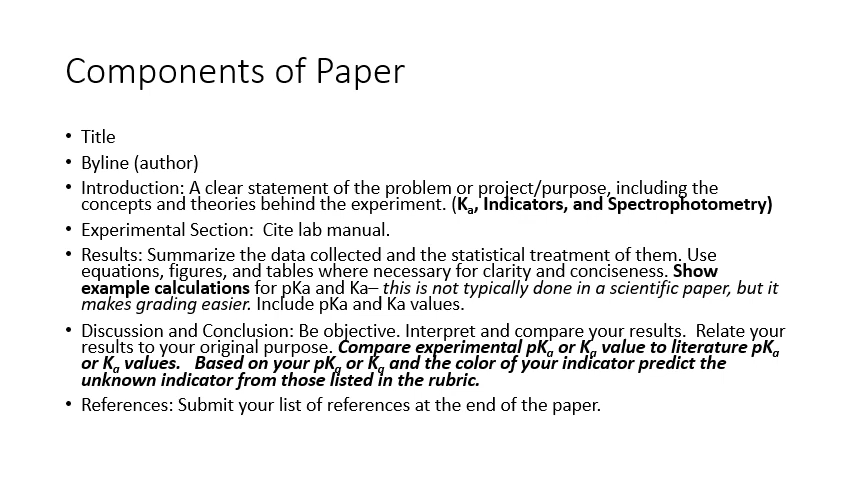 Components of Paper
• Title
• Byline (author)
• Introduction: A clear statement of the problem or project/purpose, including the
concepts and theories behind the experiment. (Ka, Indicators, and Spectrophotometry)
• Experimental Section:  Cite lab manual.
• Results: Summarize the data collected and the statistical treatment of them. Use
equations, figures, and tables where necessary for clarity and conciseness. Show
example calculations for pKa and Ka– this is not typically done in a scientific paper, but it
makes grading easier. Include pKa and Ka values.
• Discussion and Conclusion: Be objective. Interpret and compare your results.  Relate your
results to your original purpose. Compare experimental pKa or Ka value to literature pKa
or Ka values.   Based on your pKa or Ka and the color of your indicator predict the
unknown indicator from those listed in the rubric.
• References: Submit your list of references at the end of the paper.